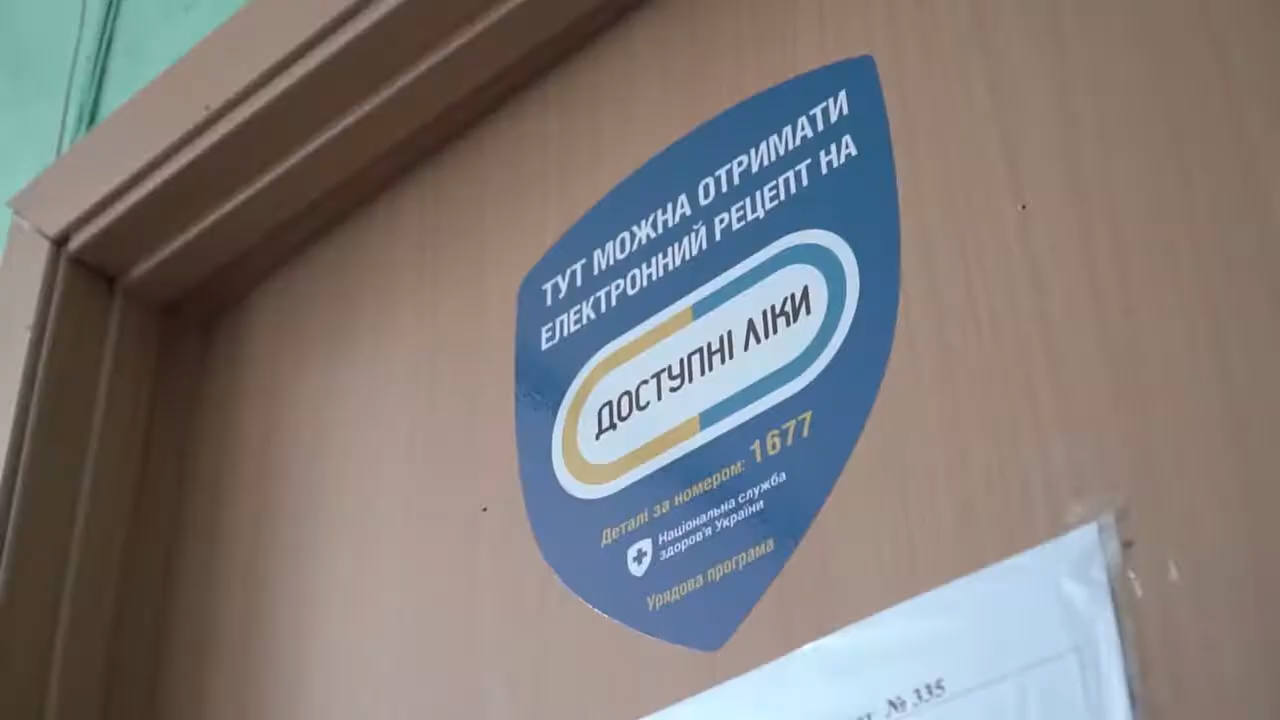 ТУТ МОЖНА ОТРИМАТИ
ЕЛЕКТРОННИЙ РЕЦЕПТ НА
ДОСТУПНІ ЛІКИ
Деталі за номером: 1677
Національна служба
здоров'я України
Урядова програма
№ 335